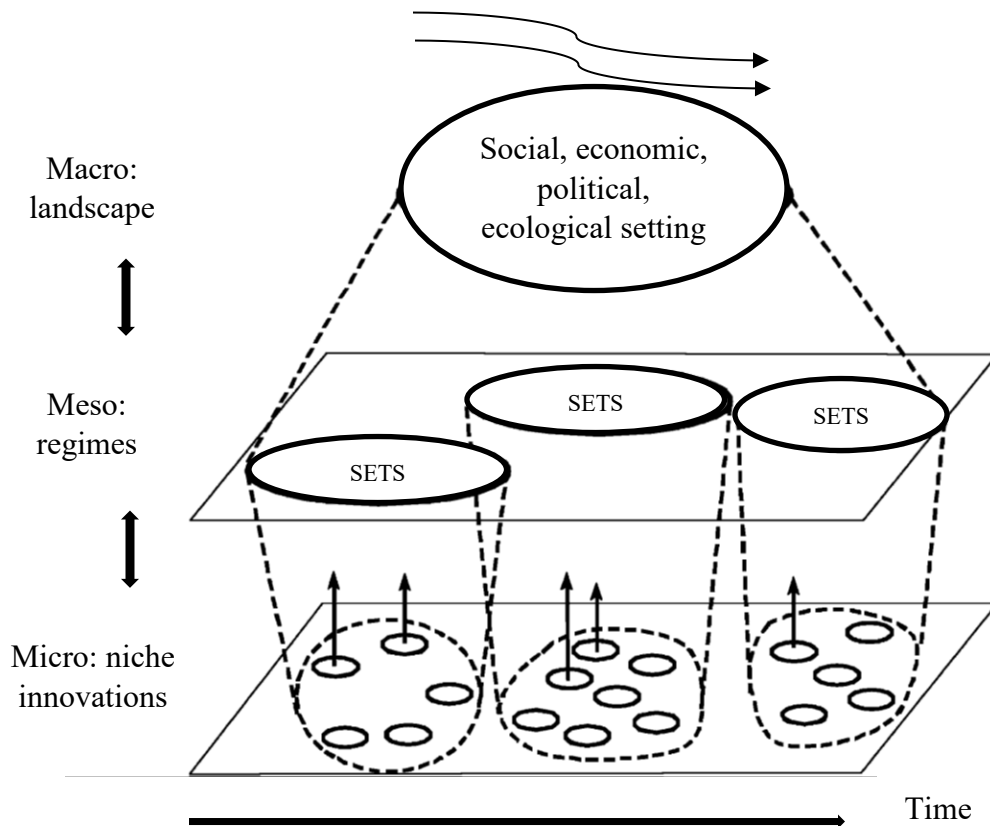 Social, economic,
political,
ecological setting
Macro:
landscape
Meso:
regimes
SETS
SETS
SETS
Micro: niche
innovations
Time